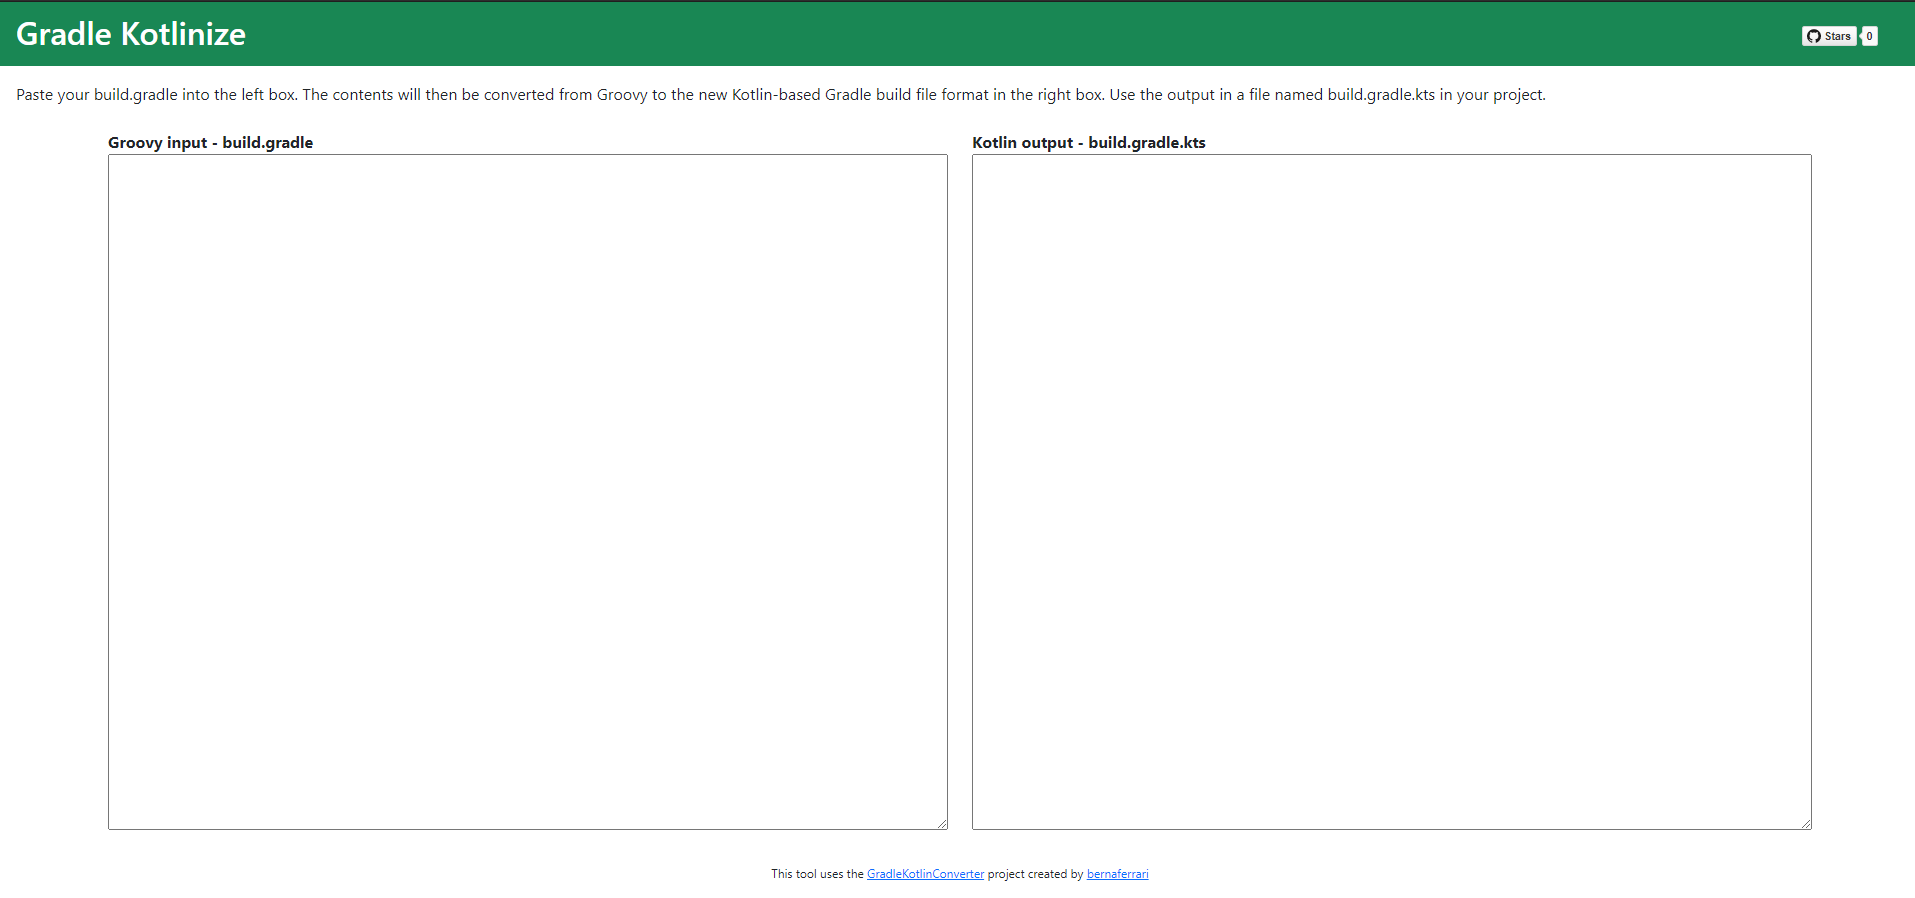 Gradle Kotlinize
Stars 0
Paste your build.gradle into the left box. The contents will then be converted from Groovy to the new Kotlin-based Gradle build file format in the right box. Use the output in a file named build.gradle.kts in your project.
Groovy input - build.gradle
Kotlin output - build.gradle.kts
This tool uses the GradleKotlinConverter project created by bernaferrari